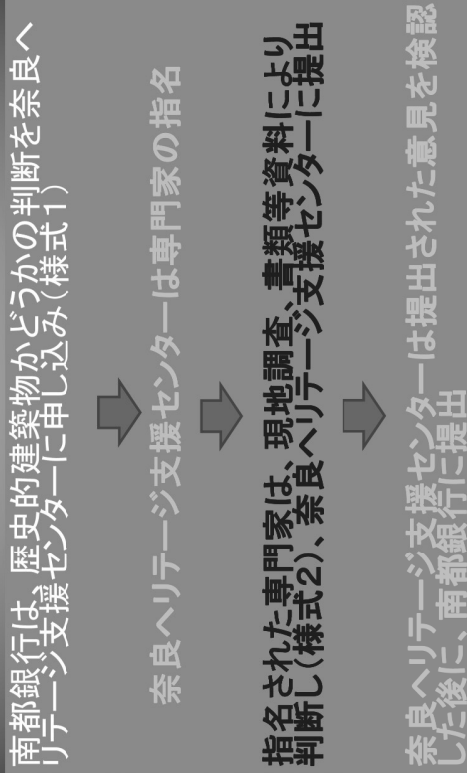 南都銀行は、歴史的建築物かどうかの判断を奈良ヘ
リテージ支援センターに申し込み(様式１)
奈良ヘリテージ支援センターは専門家の指名
指名された専門家は、現地調査、書類等資料により
判断し(様式２)、奈良ヘリテージ支援センターに提出
奈良ヘリテージ支援センターは提出された意見を検認
した後に、南都銀行に提出